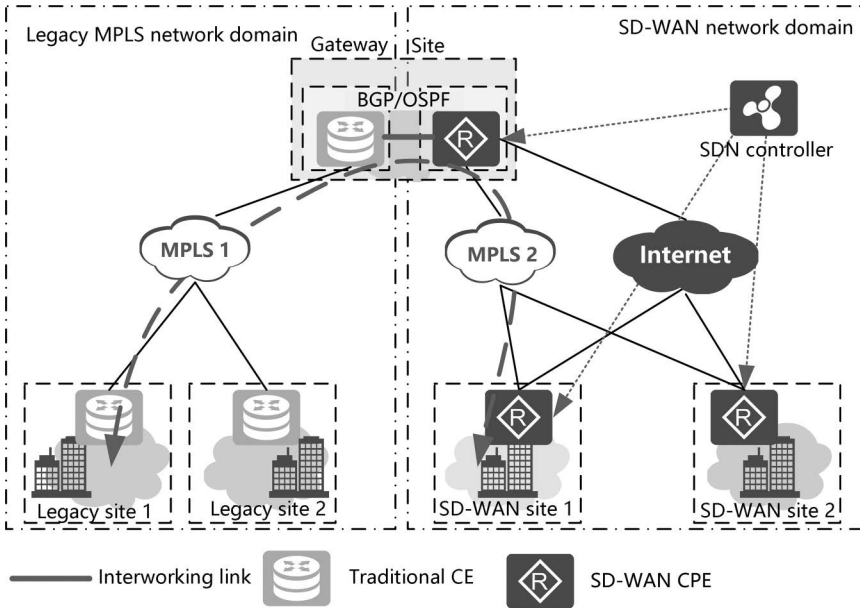 Legacy MPLS network domain
SD-WAN network domain
Gateway Site
BGP/OSPF
R
SDN controller
MPLS 1
MPLS 2
Internet
R
R
Legacy site 1
Legacy site 2
SD-WAN site 1
SD-WAN site 2
Interworking link
Traditional CE
R
SD-WAN CPE